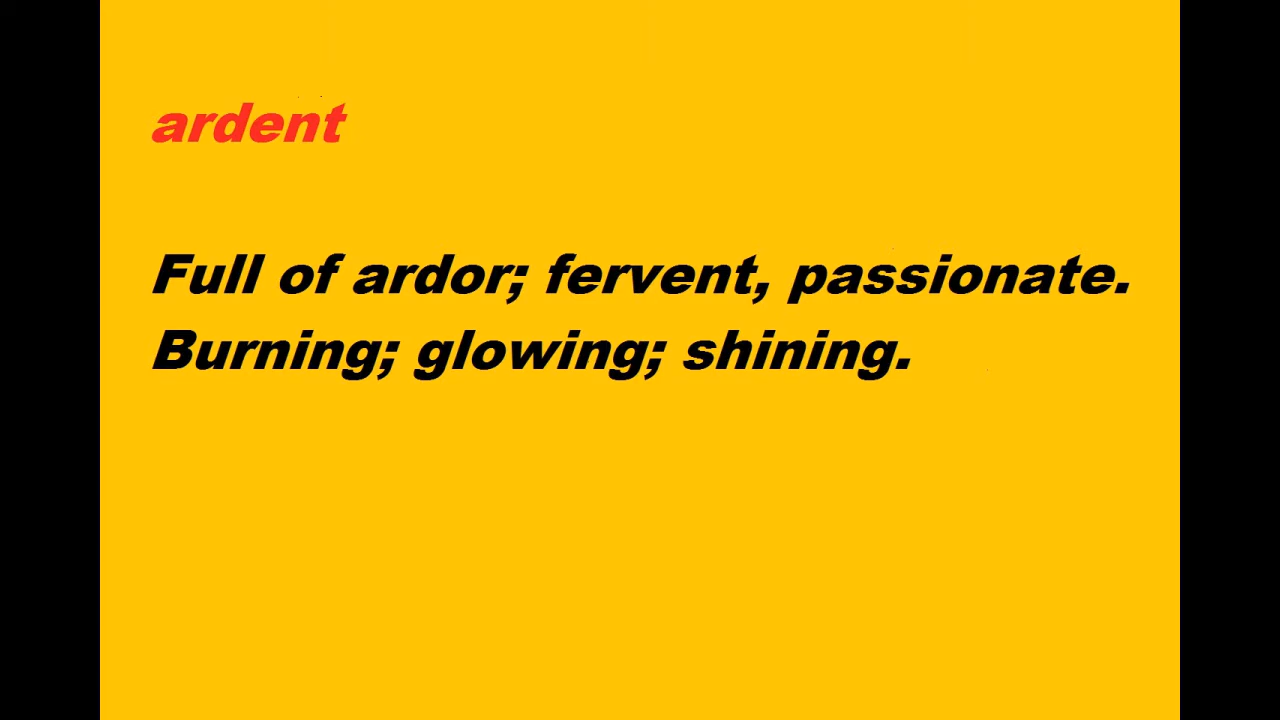 ardent
Full of ardor; fervent, passionate.
Burning; glowing; shining.